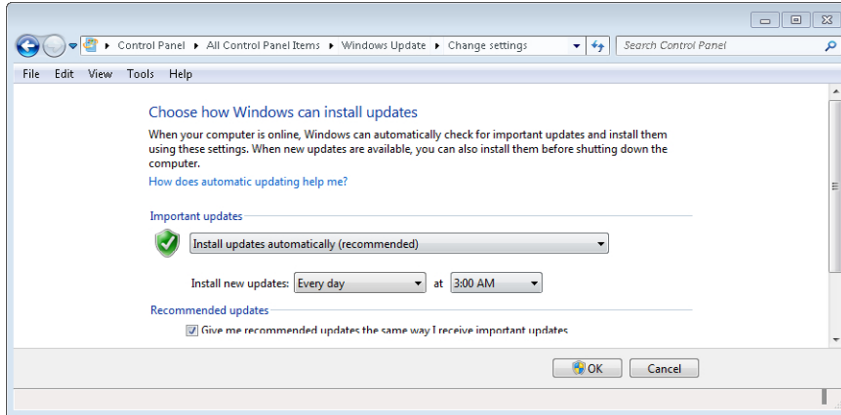 Control Panel ▸ All Control Panel Items ▸ Windows Update ▸ Change settings
Search Control Panel
File Edit View Tools Help
Choose how Windows can install updates
When your computer is online, Windows can automatically check for important updates and install them
using these settings. When new updates are available, you can also install them before shutting down the
computer.
How does automatic updating help me?
Important updates
Install updates automatically (recommended)
Install new updates: Every day at 3:00 AM
Recommended updates
Give me recommended updates the same way I receive important updates
OK Cancel